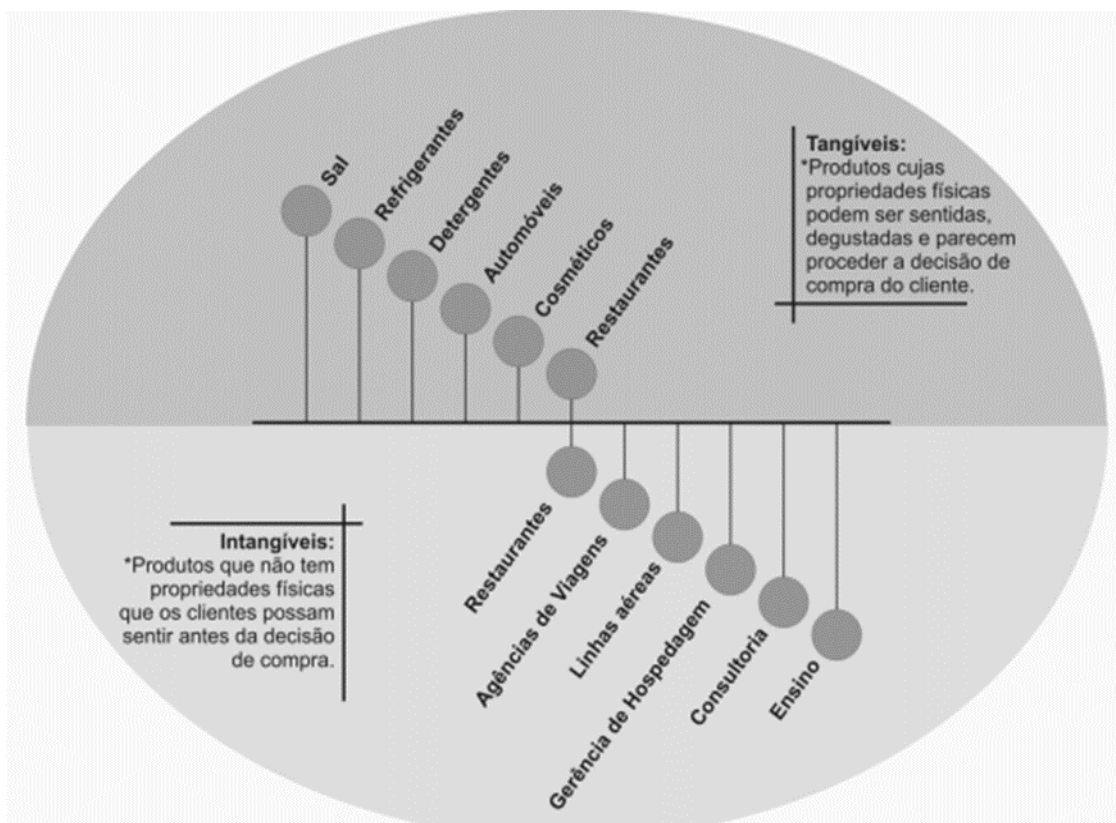 Sal
Refrigerantes
Detergentes
Automóveis
Cosméticos
Restaurantes
Tangíveis:
*Produtos cujas
propriedades físicas
podem ser sentidas,
degustadas e parecem
proceder a decisão de
compra do cliente.
Intangíveis:
*Produtos que não tem
propriedades físicas
que os clientes possam
sentir antes da decisão
de compra.
Restaurantes
Agências de Viagens
Linhas aéreas
Gerência de Hospedagem
Consultoria
Ensino